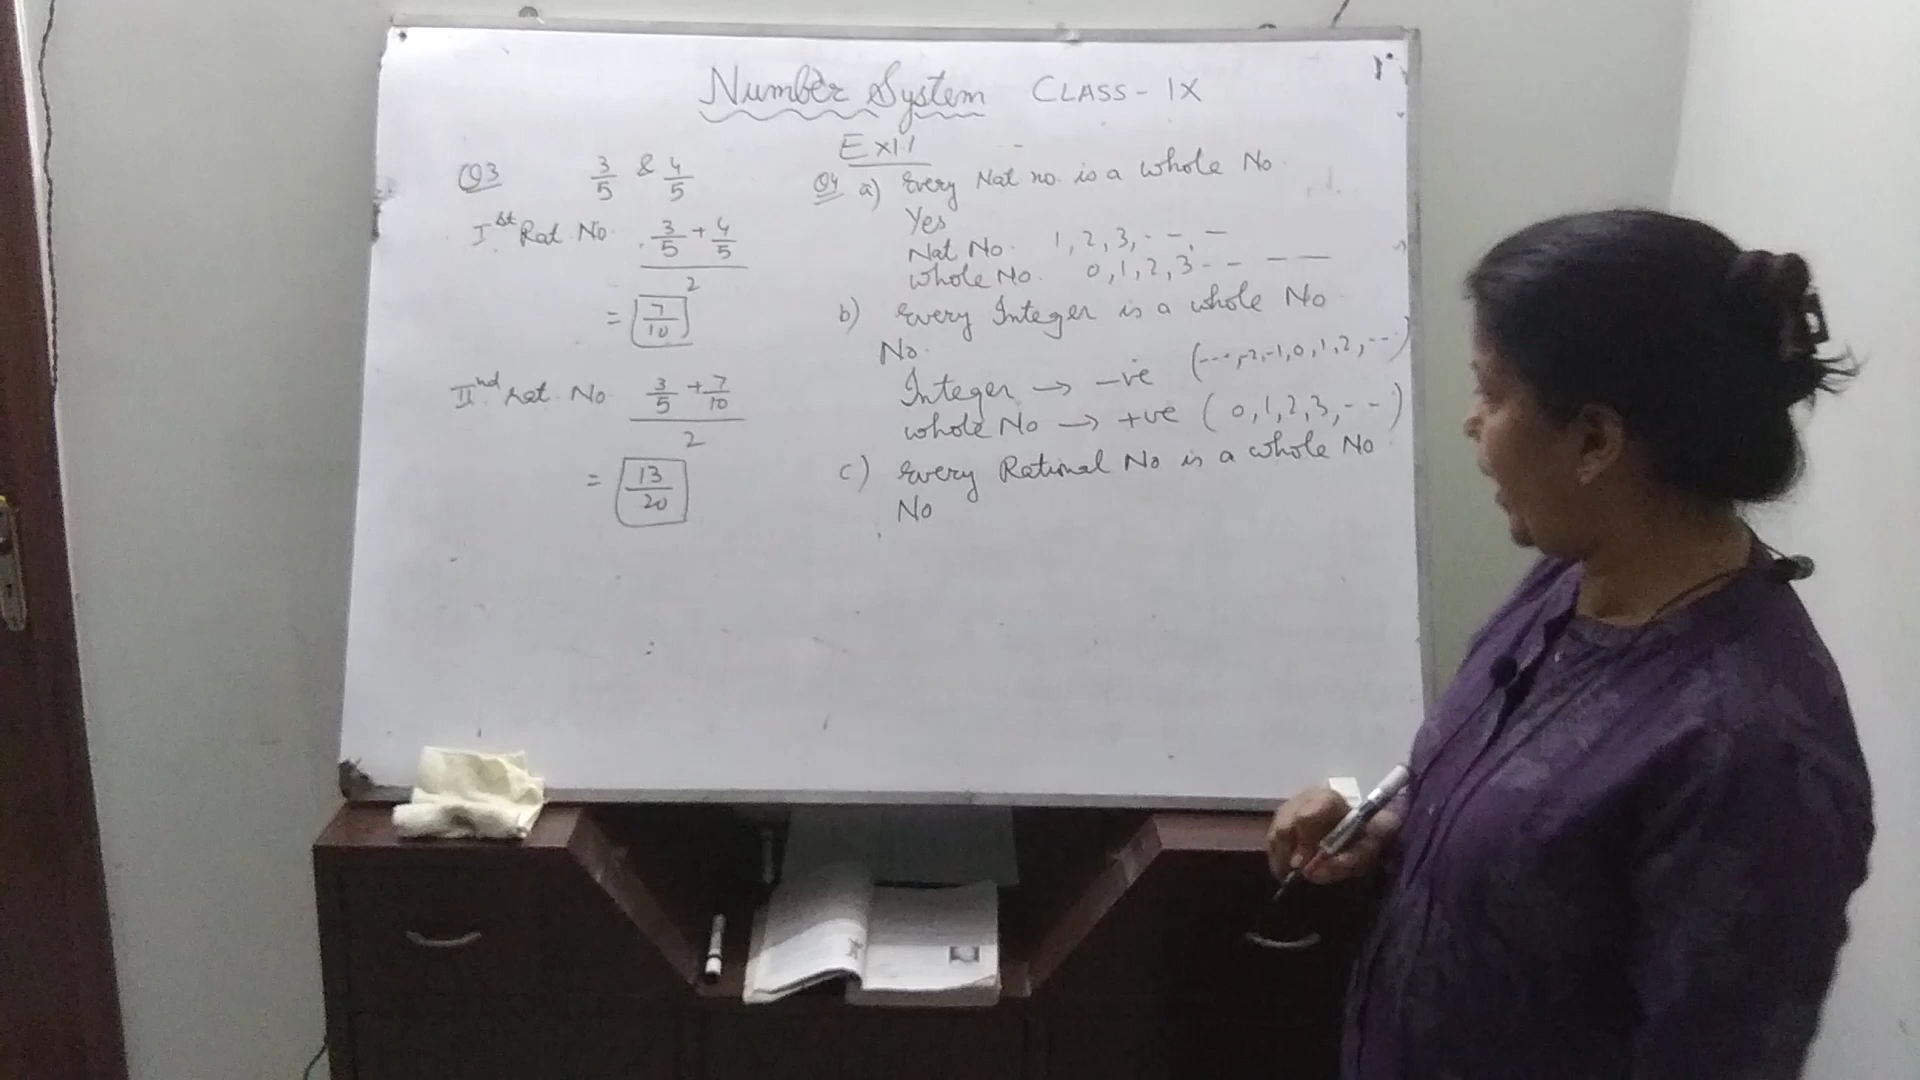 Number System CLASS - IX
Ex 1.1
Q3 3/5 & 4/5
Ist Rat. No. 3/5 + 4/5
2
= 7/10
IInd rat. No. 3/5 + 7/10
2
= 13/20
Q4 a) Every Nat no. is a whole No
Yes
Nat No. 1, 2, 3, - - , -
whole No. 0, 1, 2, 3 - - - -
b) Every Integer is a whole No
No.
Integer → -ve (---, -2, -1, 0, 1, 2, --)
whole No → +ve ( 0, 1, 2, 3, - - )
c) Every Rational No is a whole No
No